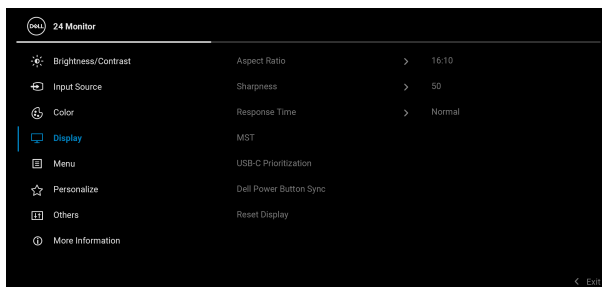 DELL 24 Monitor
Brightness/Contrast Aspect Ratio > 16:10
Input Source Sharpness > 50
Color Response Time > Normal
Display MST
Menu USB-C Prioritization
Personalize Dell Power Button Sync
Others Reset Display
More Information
< Exit